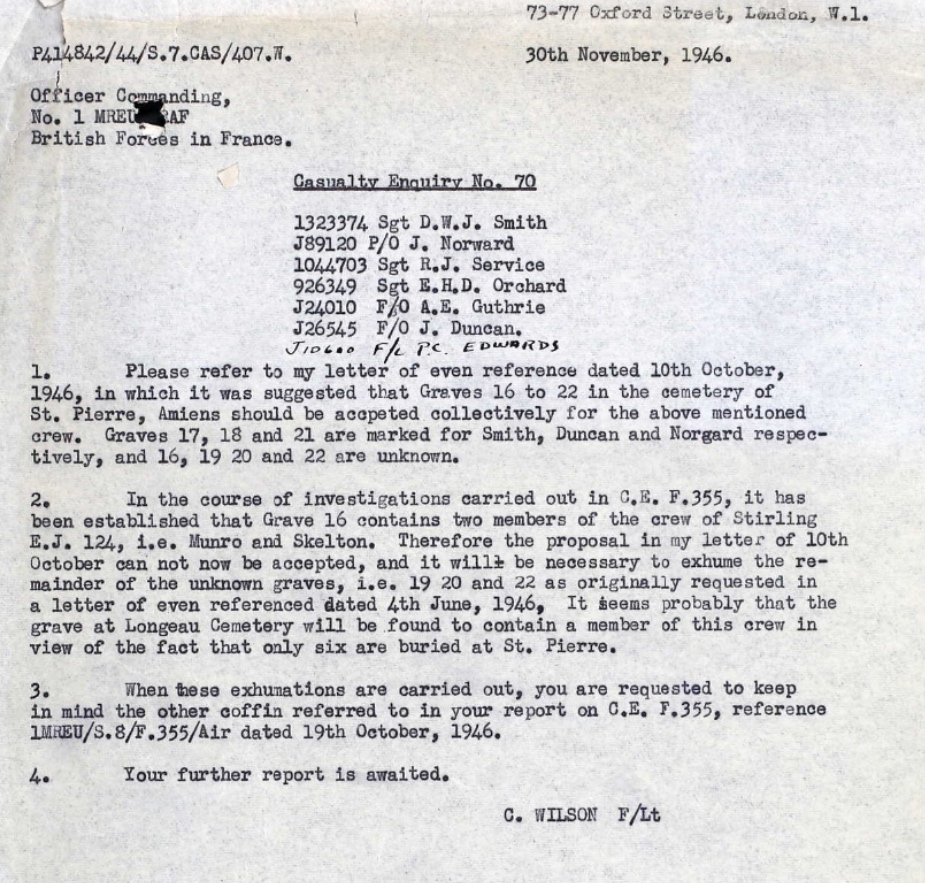 73-77 Oxford Street, London, W.1.
P414842/44/S.7.CAS/407.W.
30th November, 1946.
Officer Commanding,
No. 1 MREU RAF
British Forces in France.
Casualty Enquiry No. 70
1323374 Sgt D.W.J. Smith
J89120 P/O J. Norward
1044703 Sgt R.J. Service
926349 Sgt E.H.D. Orchard
J24010 F/O A.E. Guthrie
J26545 F/O J. Duncan.
J10600 F/L P.C. EDWARDS
1. Please refer to my letter of even reference dated 10th October,
1946, in which it was suggested that Graves 16 to 22 in the cemetery of
St. Pierre, Amiens should be accpeted collectively for the above mentioned
crew. Graves 17, 18 and 21 are marked for Smith, Duncan and Norgard respec-
tively, and 16, 19 20 and 22 are unknown.
2. In the course of investigations carried out in C.E. F.355, it has
been established that Grave 16 contains two members of the crew of Stirling
E.J. 124, i.e. Munro and Skelton. Therefore the proposal in my letter of 10th
October can not now be accepted, and it will be necessary to exhume the re-
mainder of the unknown graves, i.e. 19 20 and 22 as originally requested in
a letter of even referenced dated 4th June, 1946, It seems probably that the
grave at Longeau Cemetery will be found to contain a member of this crew in
view of the fact that only six are buried at St. Pierre.
3. When these exhumations are carried out, you are requested to keep
in mind the other coffin referred to in your report on C.E. F.355, reference
1MREU/S.8/F.355/Air dated 19th October, 1946.
4. Your further report is awaited.
C. WILSON F/Lt